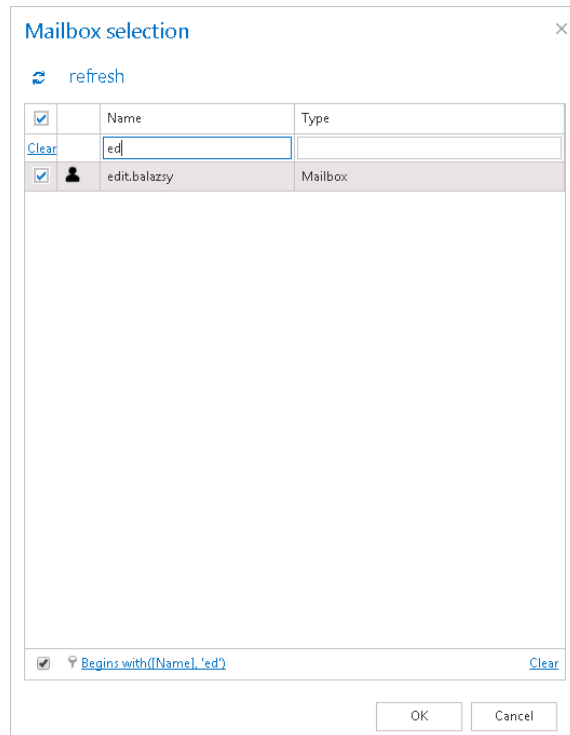 Mailbox selection
refresh
Name Type
Clear ed
edit.balazsy Mailbox
Begins with([Name], 'ed') Clear
OK Cancel